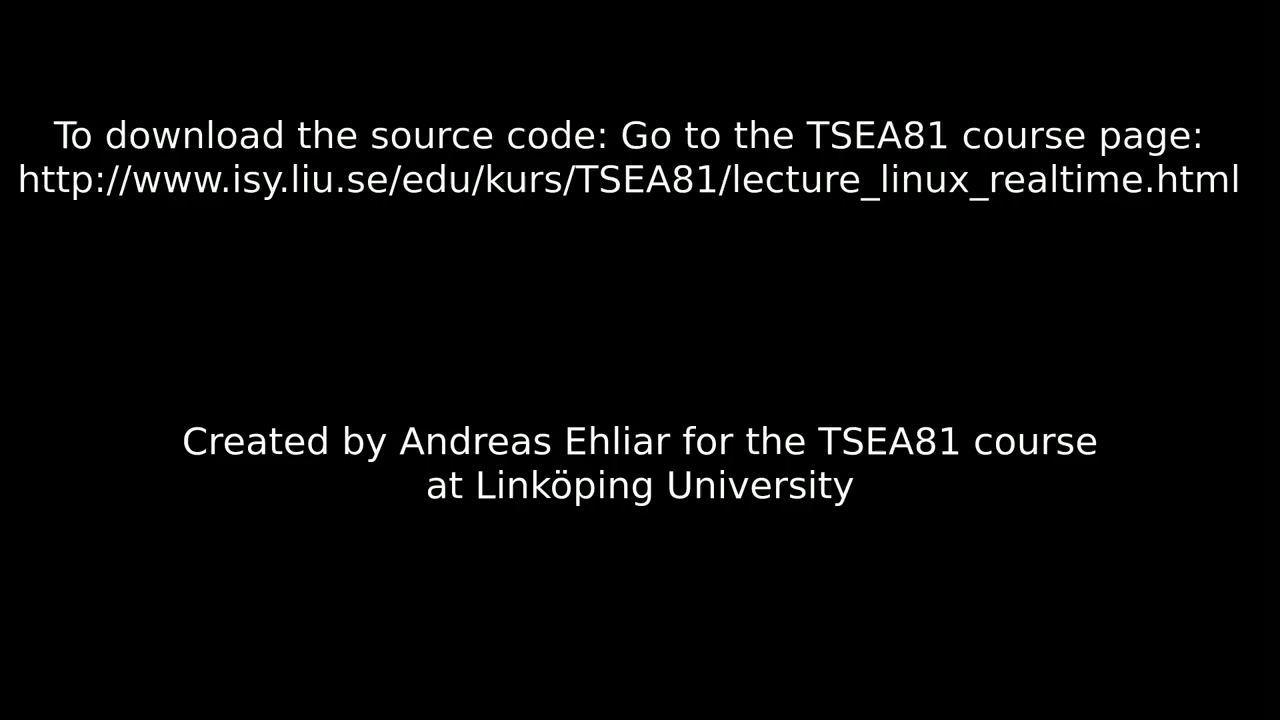 To download the source code: Go to the TSEA81 course page:
http://www.isy.liu.se/edu/kurs/TSEA81/lecture_linux_realtime.html
Created by Andreas Ehliar for the TSEA81 course
at Linköping University